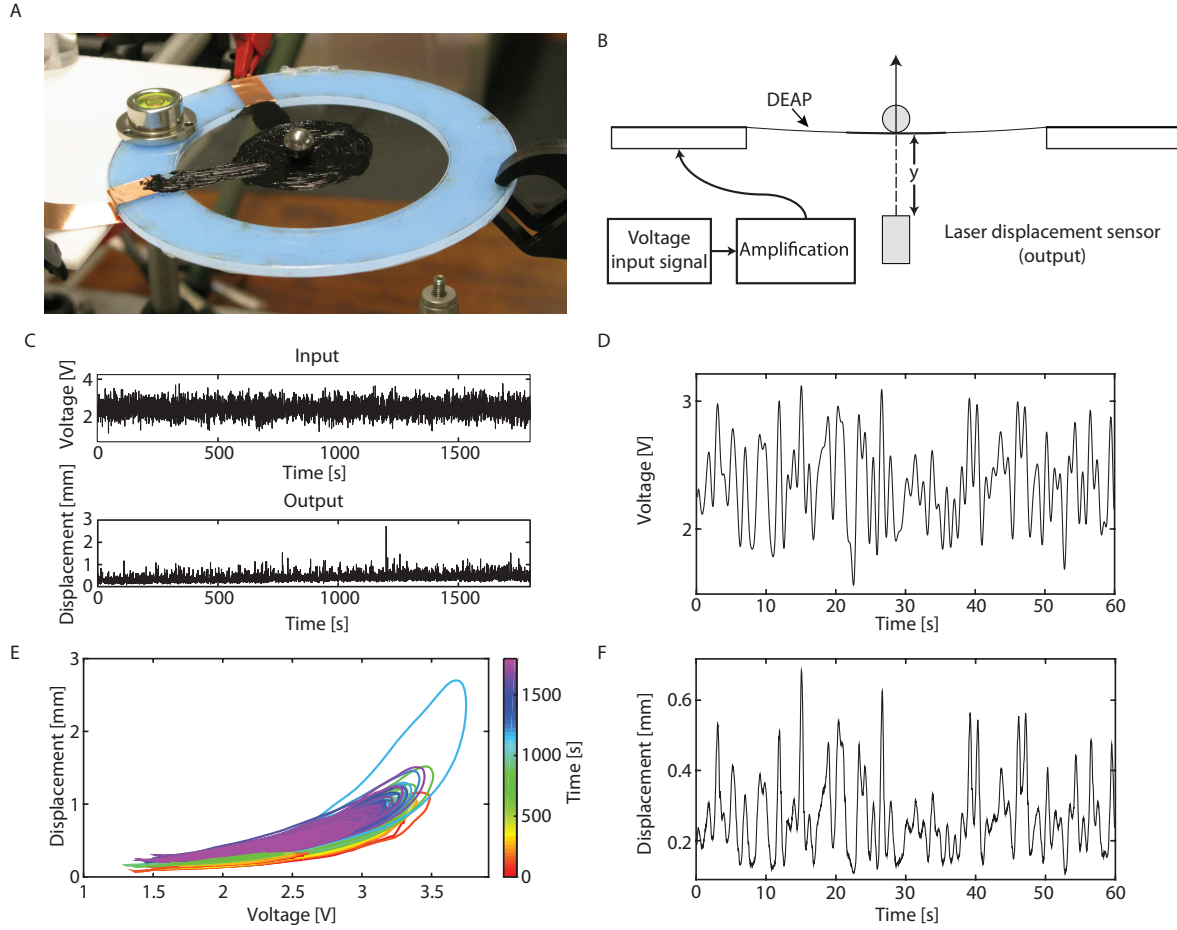 A
B
DEAP
y
Voltage
input signal
Amplification
Laser displacement sensor
(output)
C
Input
Voltage [V]
4
2
0
500
1000
1500
Time [s]
Output
Displacement [mm]
3
2
1
0
0
500
1000
1500
Time [s]
D
Voltage [V]
3
2
0
10
20
30
40
50
60
Time [s]
E
Displacement [mm]
3
2
1
0
1
1.5
2
2.5
3
3.5
Voltage [V]
1500
1000
500
0
Time [s]
F
Displacement [mm]
0.6
0.4
0.2
0
10
20
30
40
50
60
Time [s]